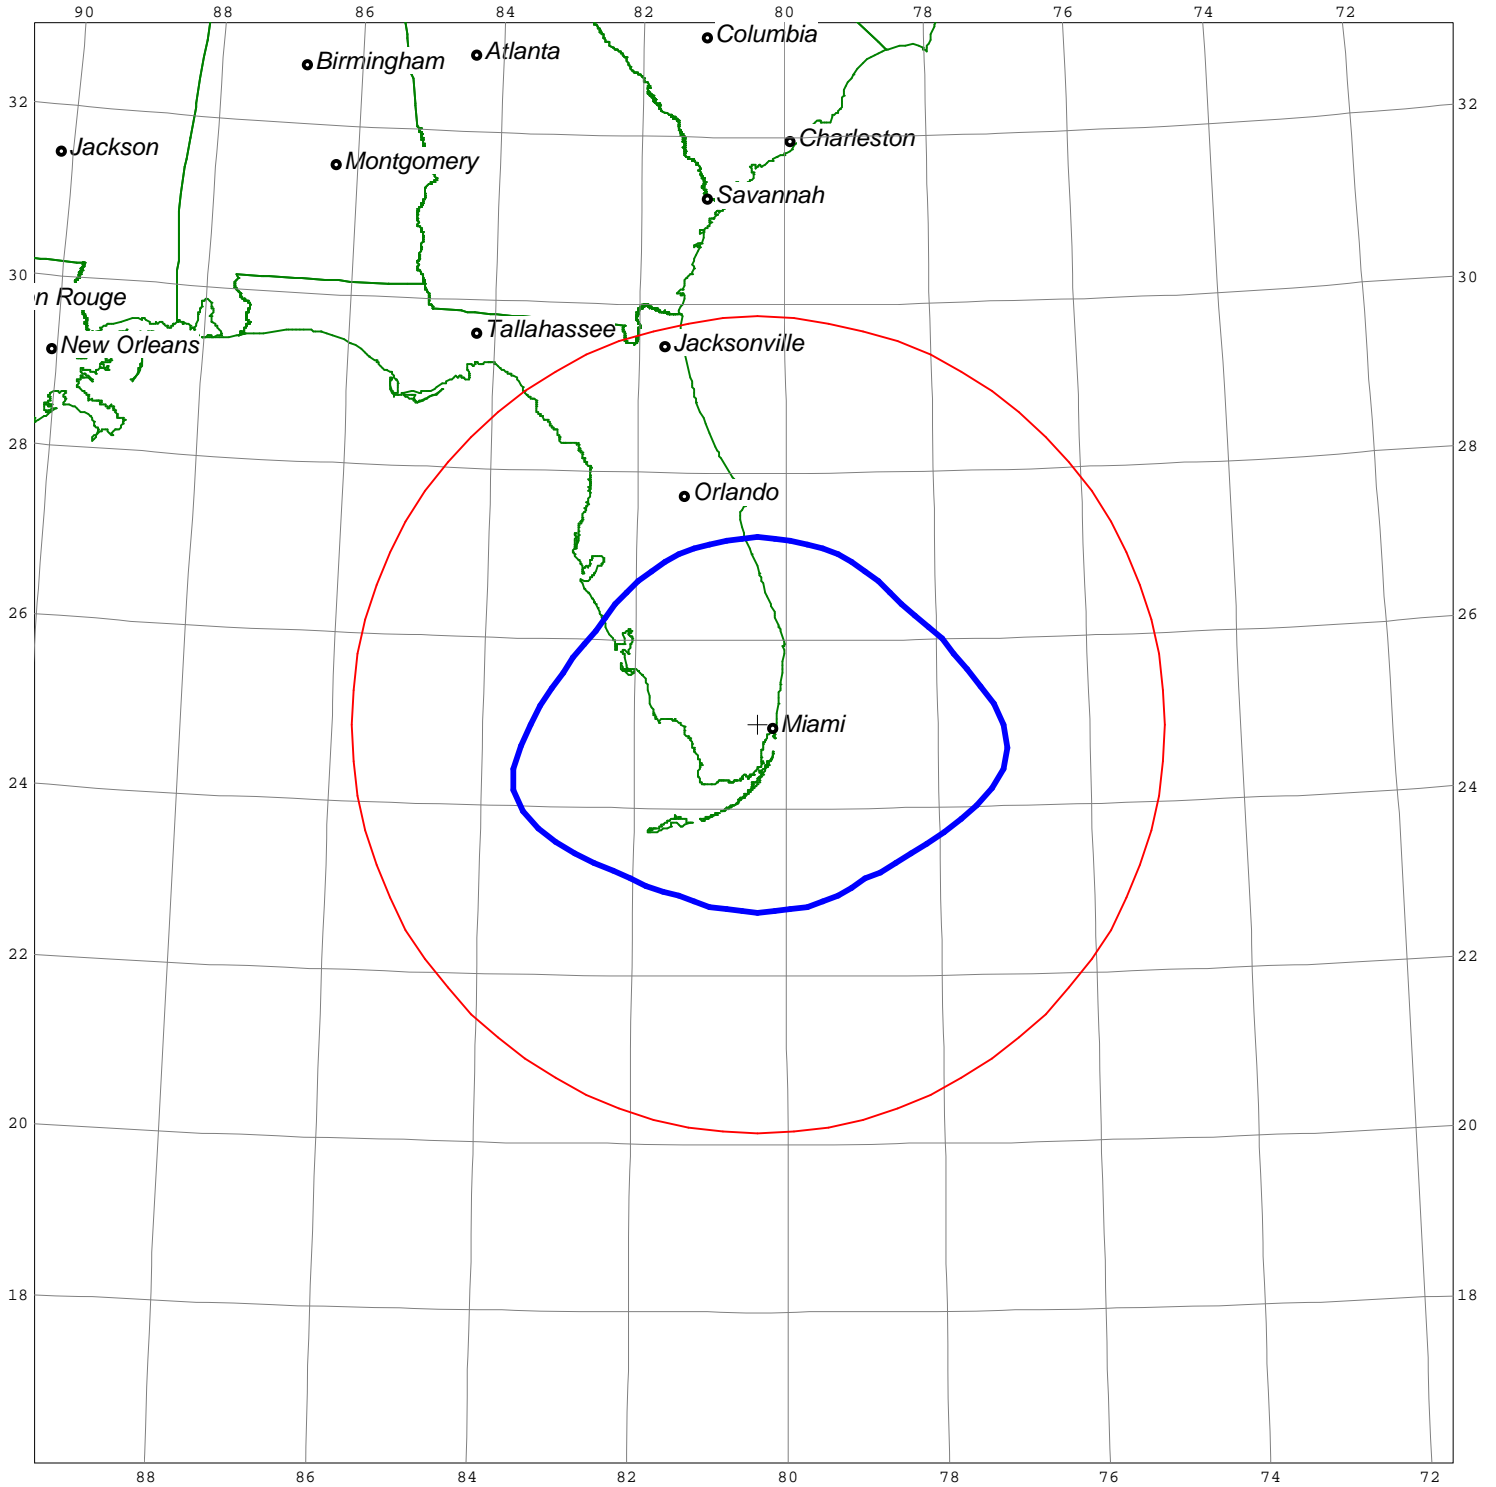 90 88 86 84 82 80 78 76 74 72
Columbia
Atlanta
Birmingham
32 32
Charleston
Jackson
Montgomery
Savannah
30 30
n Rouge
Tallahassee
Jacksonville
New Orleans
28 28
Orlando
26 26
Miami
24 24
22 22
20 20
18 18
88 86 84 82 80 78 76 74 72